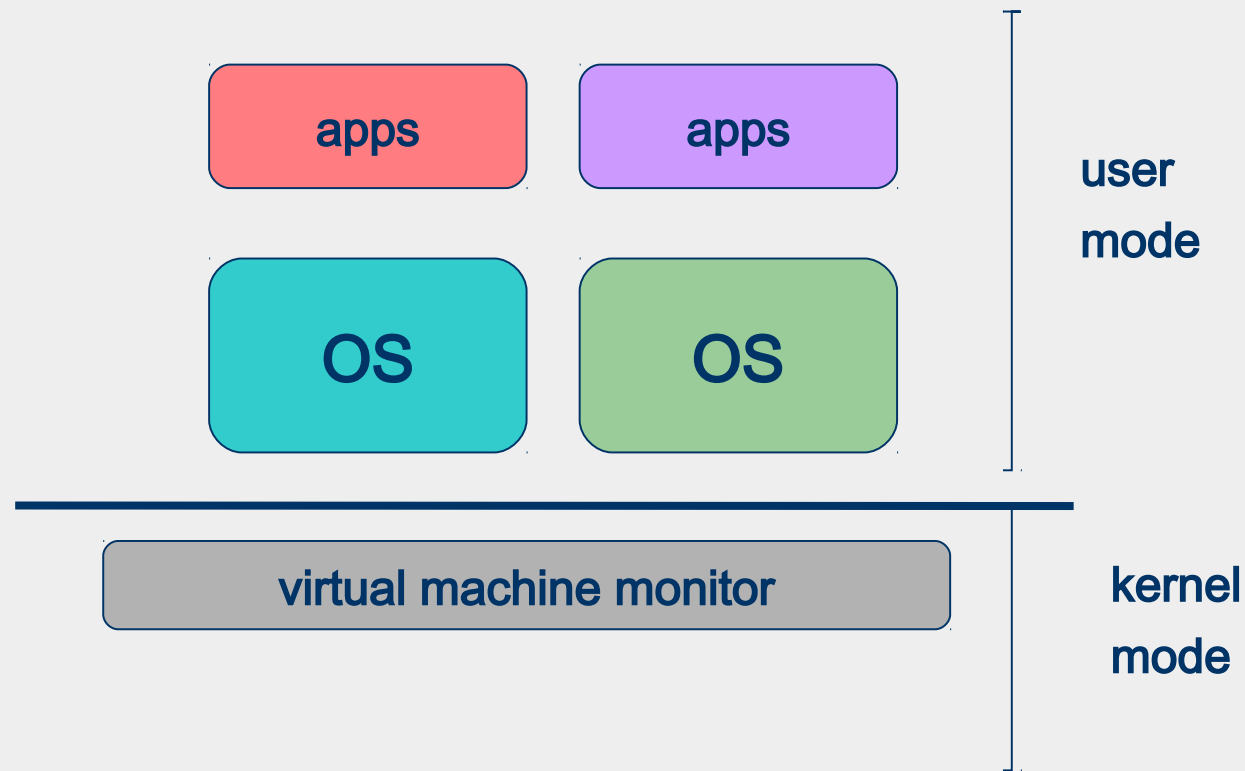 apps
apps
user
mode
OS
OS
virtual machine monitor
kernel
mode